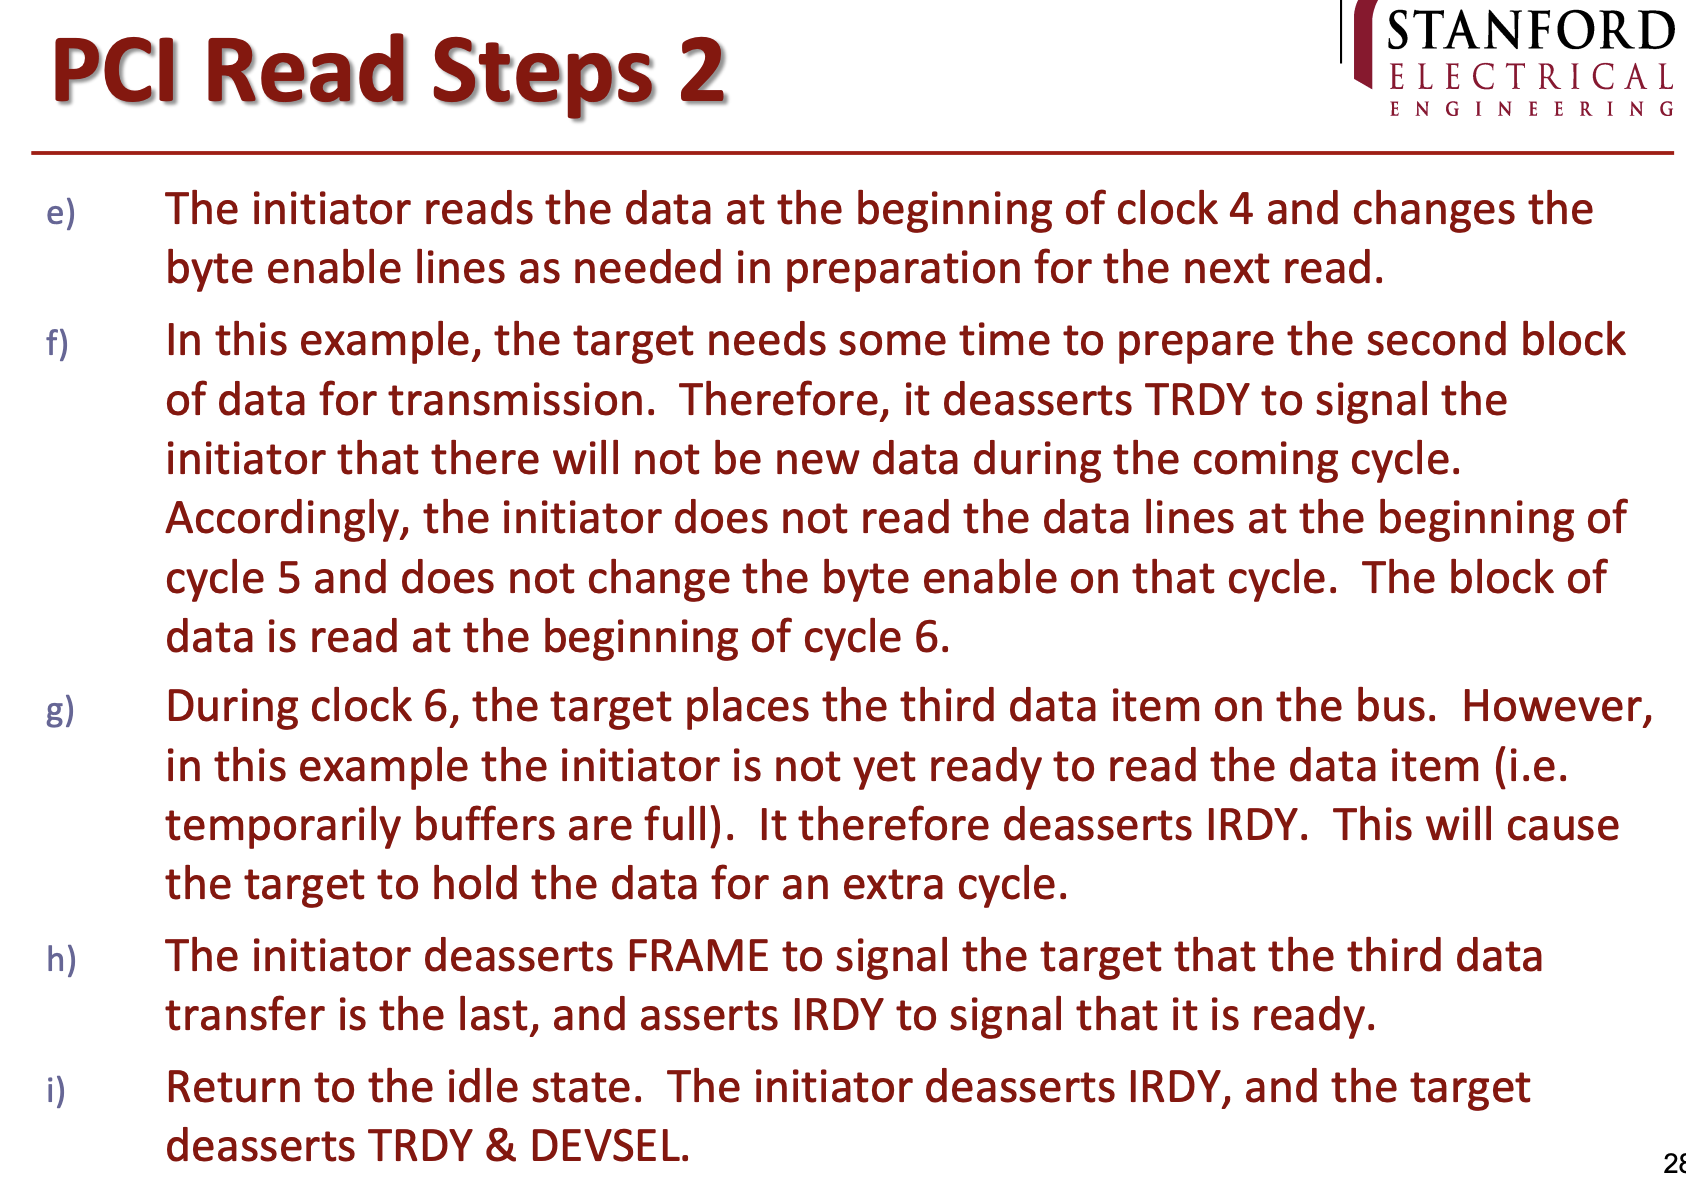 PCI Read Steps 2
STANFORD
ELECTRICAL
ENGINEERING
e) The initiator reads the data at the beginning of clock 4 and changes the
byte enable lines as needed in preparation for the next read.
f) In this example, the target needs some time to prepare the second block
of data for transmission.  Therefore, it deasserts TRDY to signal the
initiator that there will not be new data during the coming cycle.
Accordingly, the initiator does not read the data lines at the beginning of
cycle 5 and does not change the byte enable on that cycle.  The block of
data is read at the beginning of cycle 6.
g) During clock 6, the target places the third data item on the bus.  However,
in this example the initiator is not yet ready to read the data item (i.e.
temporarily buffers are full).  It therefore deasserts IRDY.  This will cause
the target to hold the data for an extra cycle.
h) The initiator deasserts FRAME to signal the target that the third data
transfer is the last, and asserts IRDY to signal that it is ready.
i) Return to the idle state.  The initiator deasserts IRDY, and the target
deasserts TRDY & DEVSEL.
28